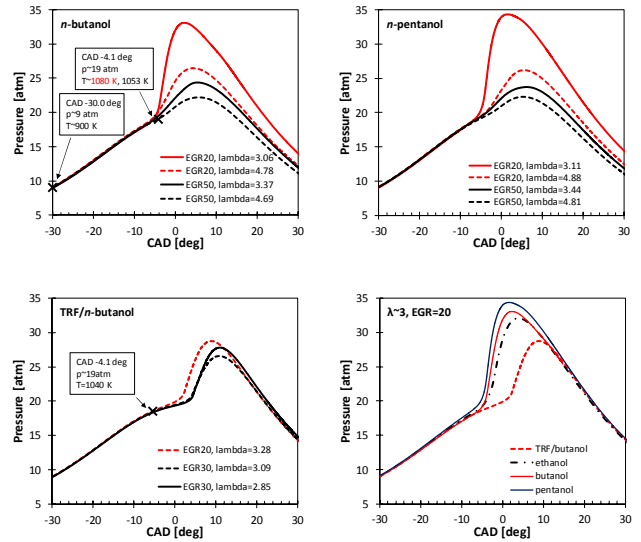 n-butanol
CAD -4.1 deg
p~19 atm
T~1080 K, 1053 K
CAD -30.0 deg
p~9 atm
T~900 K
EGR20, lambda=3.06
EGR20, lambda=4.78
EGR50, lambda=3.37
EGR50, lambda=4.69
Pressure [atm]
35
30
25
20
15
10
5
-30 -20 -10 0 10 20 30
CAD [deg]
n-pentanol
EGR20, lambda=3.11
EGR20, lambda=4.88
EGR50, lambda=3.44
EGR50, lambda=4.81
Pressure [atm]
35
30
25
20
15
10
5
-30 -20 -10 0 10 20 30
CAD [deg]
TRF/n-butanol
CAD -4.1 deg
p~19atm
T=1040 K
EGR20, lambda=3.28
EGR30, lambda=3.09
EGR30, lambda=2.85
Pressure [atm]
35
30
25
20
15
10
5
-30 -20 -10 0 10 20 30
CAD [deg]
λ~3, EGR=20
TRF/butanol
ethanol
butanol
pentanol
Pressure [atm]
35
30
25
20
15
10
5
-30 -20 -10 0 10 20 30
CAD [deg]